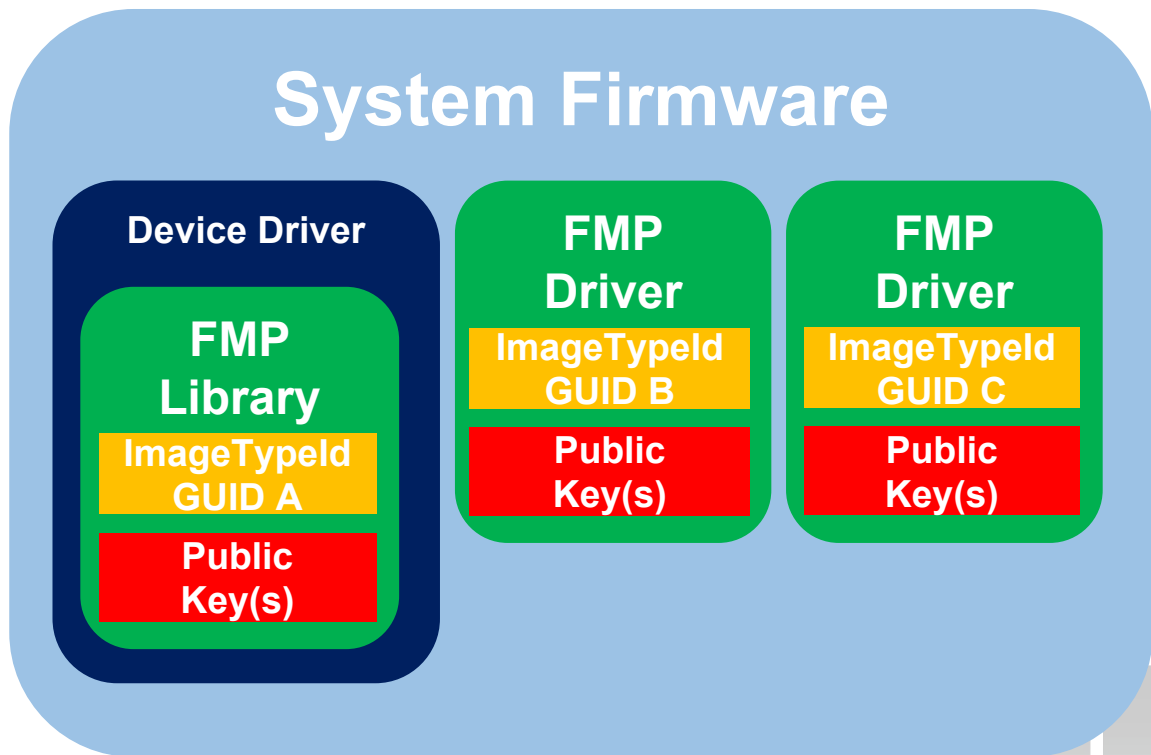 System Firmware
Device Driver
FMP
Library
ImageTypeId
GUID A
Public
Key(s)
FMP
Driver
ImageTypeId
GUID B
Public
Key(s)
FMP
Driver
ImageTypeId
GUID C
Public
Key(s)